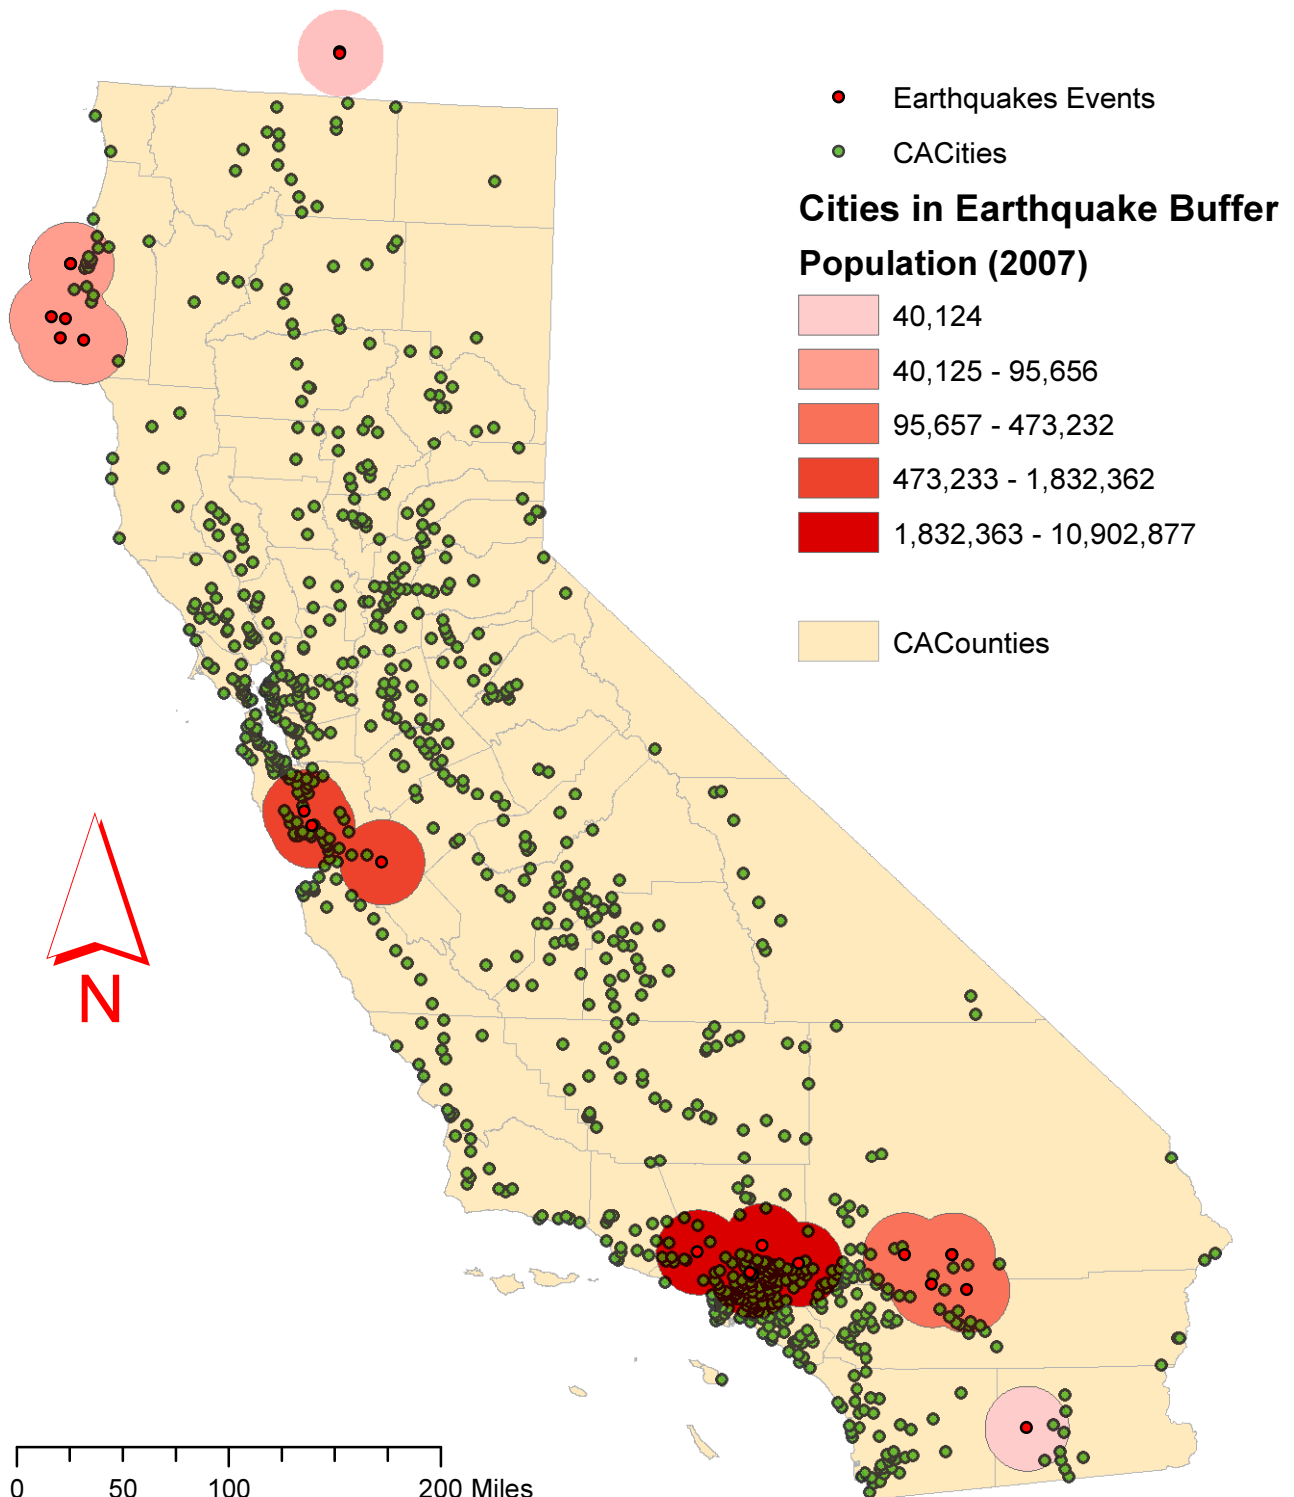 Earthquakes Events
CACities
Cities in Earthquake Buffer
Population (2007)
40,124
40,125 - 95,656
95,657 - 473,232
473,233 - 1,832,362
1,832,363 - 10,902,877
CACounties
N
0 50 100 200 Miles